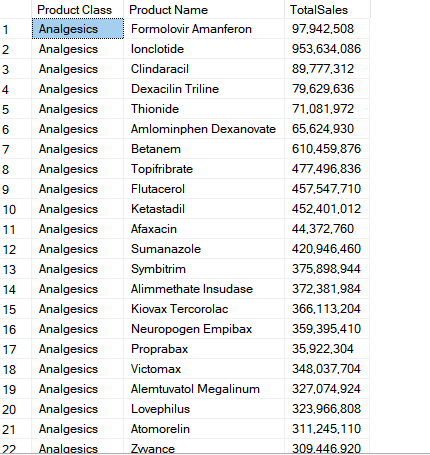 Product Class Product Name TotalSales
1 Analgesics Formolovir Amanferon 97,942,508
2 Analgesics Ionclotide 953,634,086
3 Analgesics Clindaracil 89,777,312
4 Analgesics Dexacilin Triline 79,629,636
5 Analgesics Thionide 71,081,972
6 Analgesics Amlominphen Dexanovate 65,624,930
7 Analgesics Betanem 610,459,876
8 Analgesics Topifribrate 477,496,836
9 Analgesics Flutacerol 457,547,710
10 Analgesics Ketastadil 452,401,012
11 Analgesics Afaxacin 44,372,760
12 Analgesics Sumanazole 420,946,460
13 Analgesics Symbitrim 375,898,944
14 Analgesics Alimmethate Insudase 372,381,984
15 Analgesics Kiovax Tercorolac 366,113,204
16 Analgesics Neuropogen Empibax 359,395,410
17 Analgesics Proprabax 35,922,304
18 Analgesics Victomax 348,037,704
19 Analgesics Alemtuvatol Megalinum 327,074,924
20 Analgesics Lovephilus 323,966,808
21 Analgesics Atomorelin 311,245,110
22 Analgesics Zwance 309,446,920